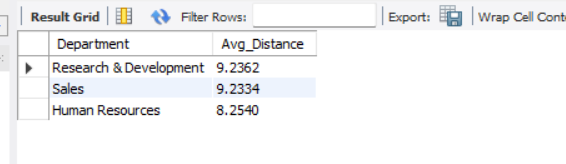 Result Grid Filter Rows: Export: Wrap Cell Cont
Department Avg_Distance
Research & Development 9.2362
Sales 9.2334
Human Resources 8.2540